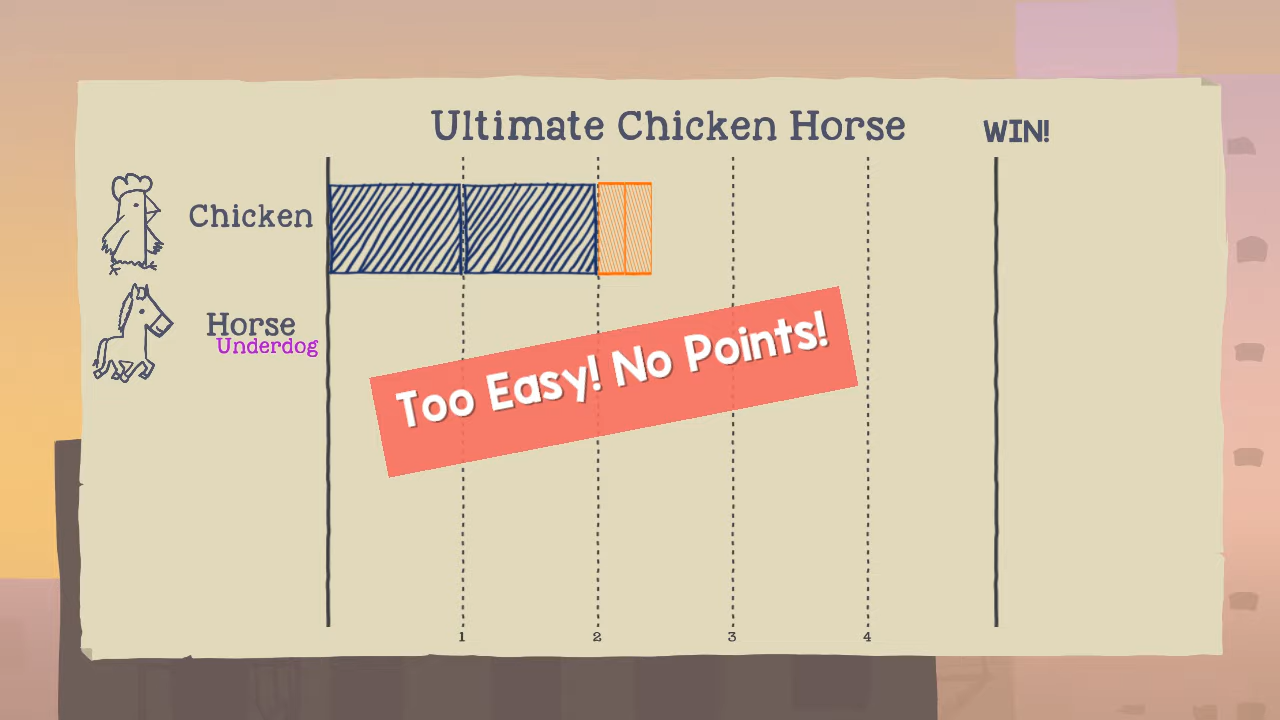 Ultimate Chicken Horse
WIN!
Chicken
Horse
Underdog
Too Easy! No Points!
1 2 3 4